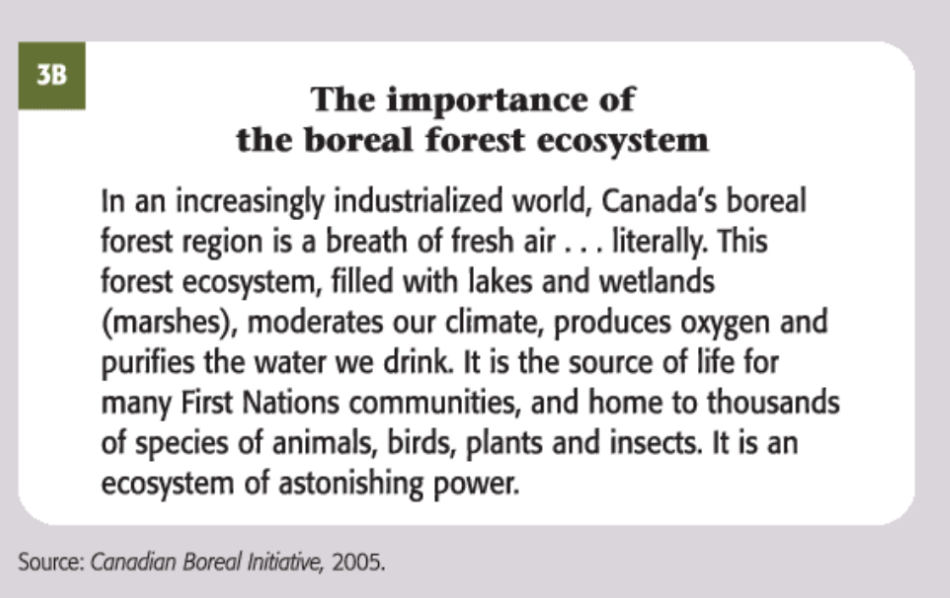 3B
The importance of
the boreal forest ecosystem
In an increasingly industrialized world, Canada's boreal
forest region is a breath of fresh air . . . literally. This
forest ecosystem, filled with lakes and wetlands
(marshes), moderates our climate, produces oxygen and
purifies the water we drink. It is the source of life for
many First Nations communities, and home to thousands
of species of animals, birds, plants and insects. It is an
ecosystem of astonishing power.
Source: Canadian Boreal Initiative, 2005.